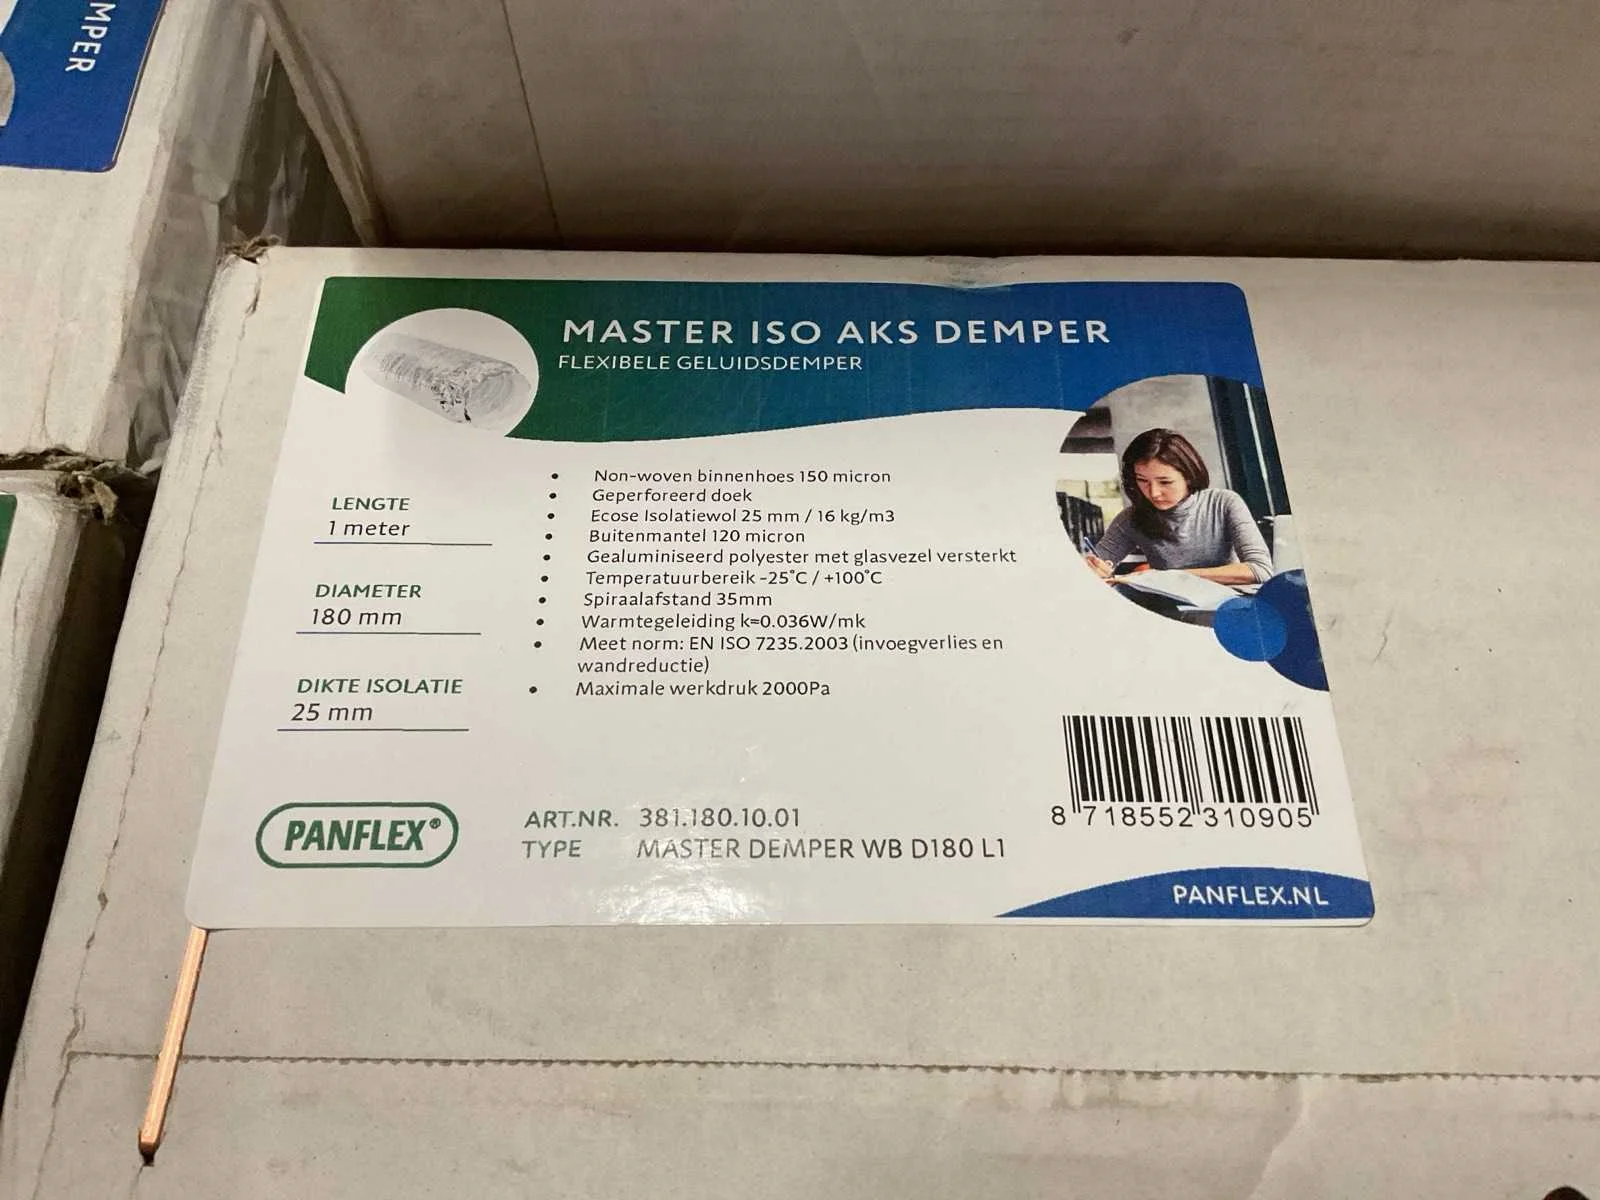 MPER
MASTER ISO AKS DEMPER
FLEXIBELE GELUIDSDEMPER
LENGTE
1 meter
DIAMETER
180 mm
DIKTE ISOLATIE
25 mm
• Non-woven binnenhoes 150 micron
• Geperforeerd doek
• Ecose Isolatiewol 25 mm / 16 kg/m3
• Buitenmantel 120 micron
• Gealuminiseerd polyester met glasvezel versterkt
• Temperatuurbereik -25°C / +100°C
• Spiraalafstand 35mm
• Warmtegeleiding k=0.036W/mk
• Meet norm: EN ISO 7235.2003 (invoegverlies en
wandreductie)
• Maximale werkdruk 2000Pa
8 718552 310905
PANFLEX®
ART.NR. 381.180.10.01
TYPE MASTER DEMPER WB D180 L1
PANFLEX.NL